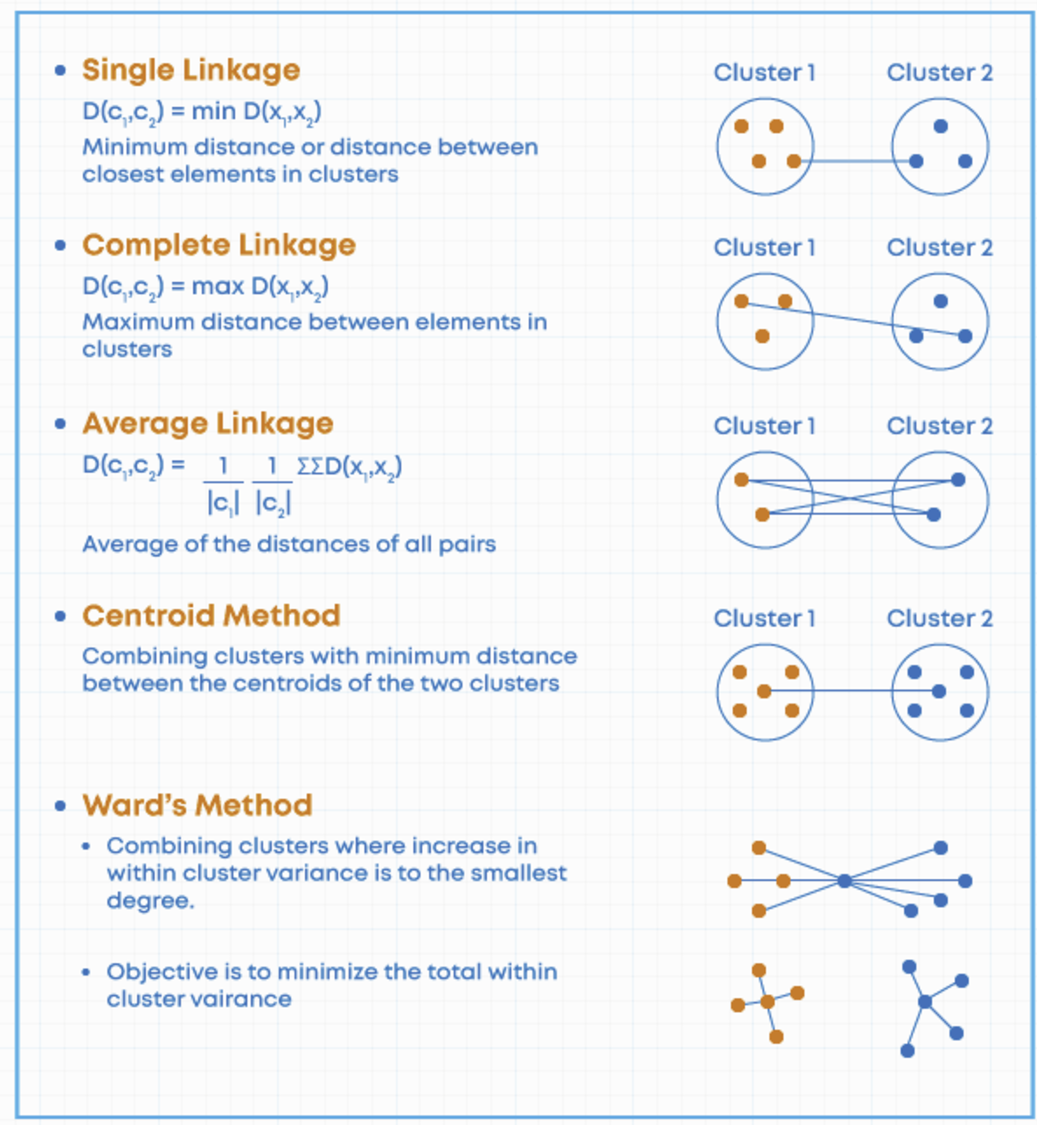 • Single Linkage
Cluster 1 Cluster 2
D(c₁,c₂) = min D(x₁,x₂)
Minimum distance or distance between
closest elements in clusters
• Complete Linkage
Cluster 1 Cluster 2
D(c₁,c₂) = max D(x₁,x₂)
Maximum distance between elements in
clusters
• Average Linkage
Cluster 1 Cluster 2
D(c₁,c₂) = 1/|c₁| 1/|c₂| ΣΣD(x₁,x₂)
Average of the distances of all pairs
• Centroid Method
Cluster 1 Cluster 2
Combining clusters with minimum distance
between the centroids of the two clusters
• Ward's Method
• Combining clusters where increase in
within cluster variance is to the smallest
degree.
• Objective is to minimize the total within
cluster vairance